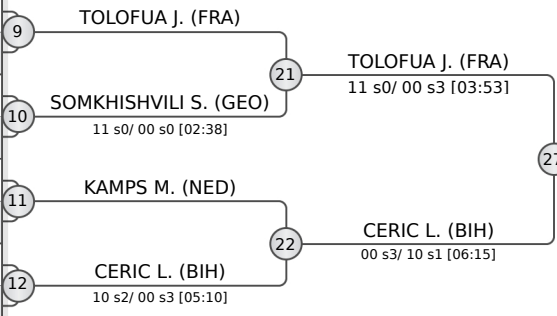 TOLOFUA J. (FRA)
9
21
TOLOFUA J. (FRA)
11 s0/ 00 s3 [03:53]
SOMKHISHVILI S. (GEO)
10
11 s0/ 00 s0 [02:38]
27
KAMPS M. (NED)
11
22
CERIC L. (BIH)
00 s3/ 10 s1 [06:15]
CERIC L. (BIH)
12
10 s2/ 00 s3 [05:10]